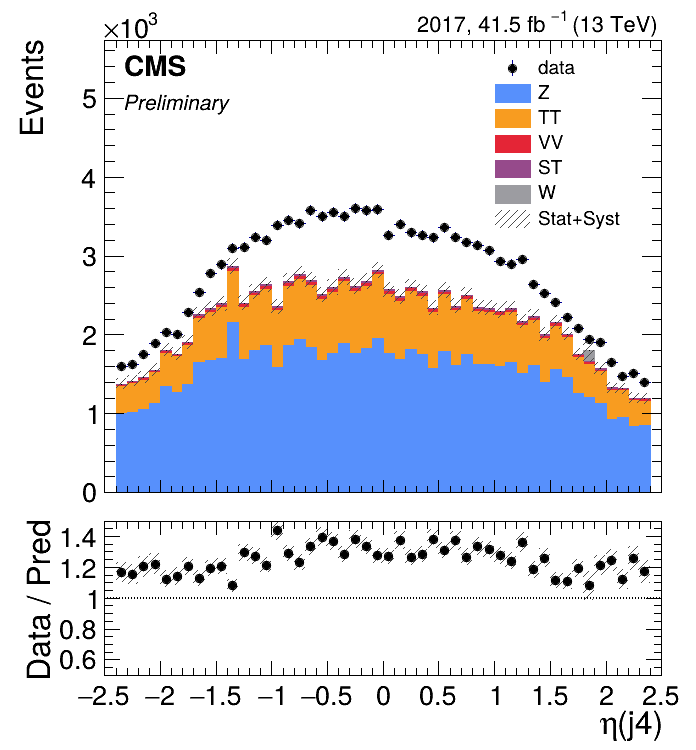 ×10³
2017, 41.5 fb⁻¹ (13 TeV)
CMS
Preliminary
data
Z
TT
VV
ST
W
Stat+Syst
Events
5
4
3
2
1
0
Data / Pred
1.4
1.2
1
0.8
0.6
−2.5 −2 −1.5 −1 −0.5 0 0.5 1 1.5 2 2.5
η(j4)